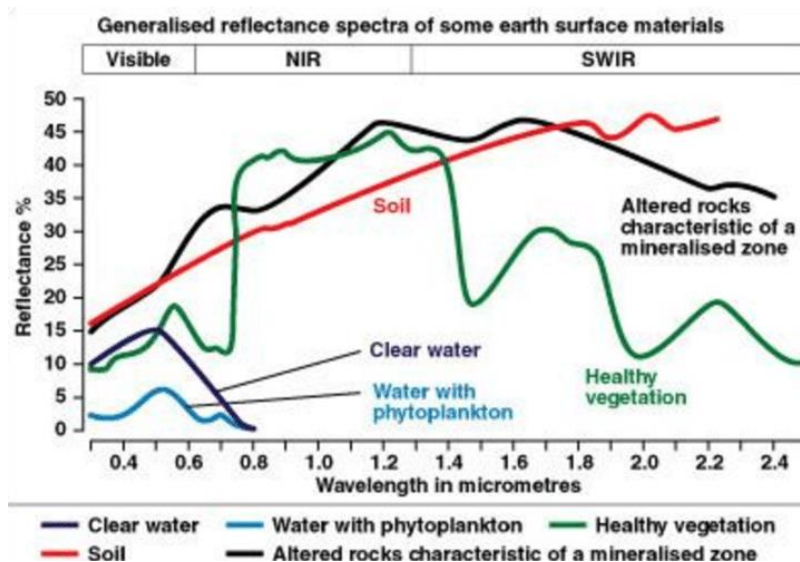 Generalised reflectance spectra of some earth surface materials
Visible NIR SWIR
50
45
40
35
30
25
20
15
10
5
0
Reflectance %
Soil
Altered rocks
characteristic of a
mineralised zone
Clear water
Water with
phytoplankton
Healthy
vegetation
0.4 0.6 0.8 1.0 1.2 1.4 1.6 1.8 2.0 2.2 2.4
Wavelength in micrometres
Clear water Water with phytoplankton Healthy vegetation
Soil Altered rocks characteristic of a mineralised zone